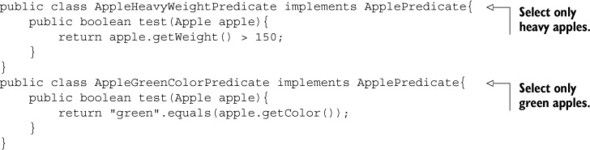 public class AppleHeavyWeightPredicate implements ApplePredicate{
    public boolean test(Apple apple){
        return apple.getWeight() > 150;
    }
}
Select only
heavy apples.
public class AppleGreenColorPredicate implements ApplePredicate{
    public boolean test(Apple apple){
        return "green".equals(apple.getColor());
    }
}
Select only
green apples.